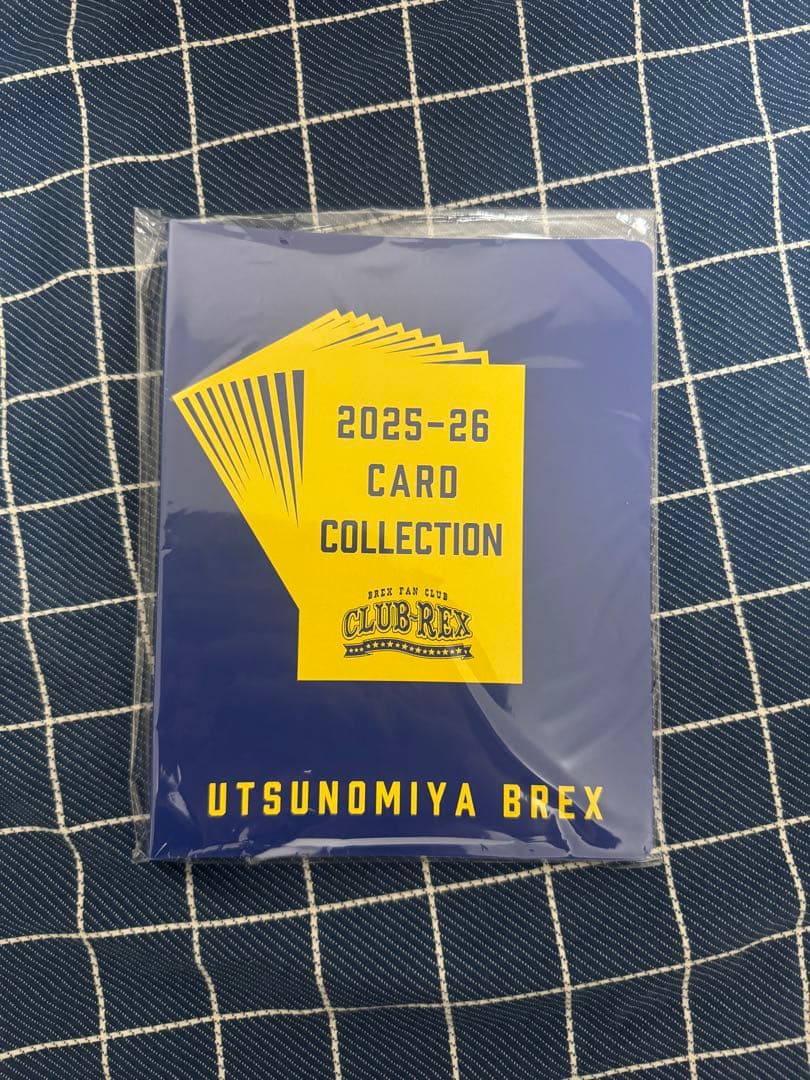 2025-26
CARD
COLLECTION
BREX FAN CLUB
CLUB REX
UTSUNOMIYA BREX